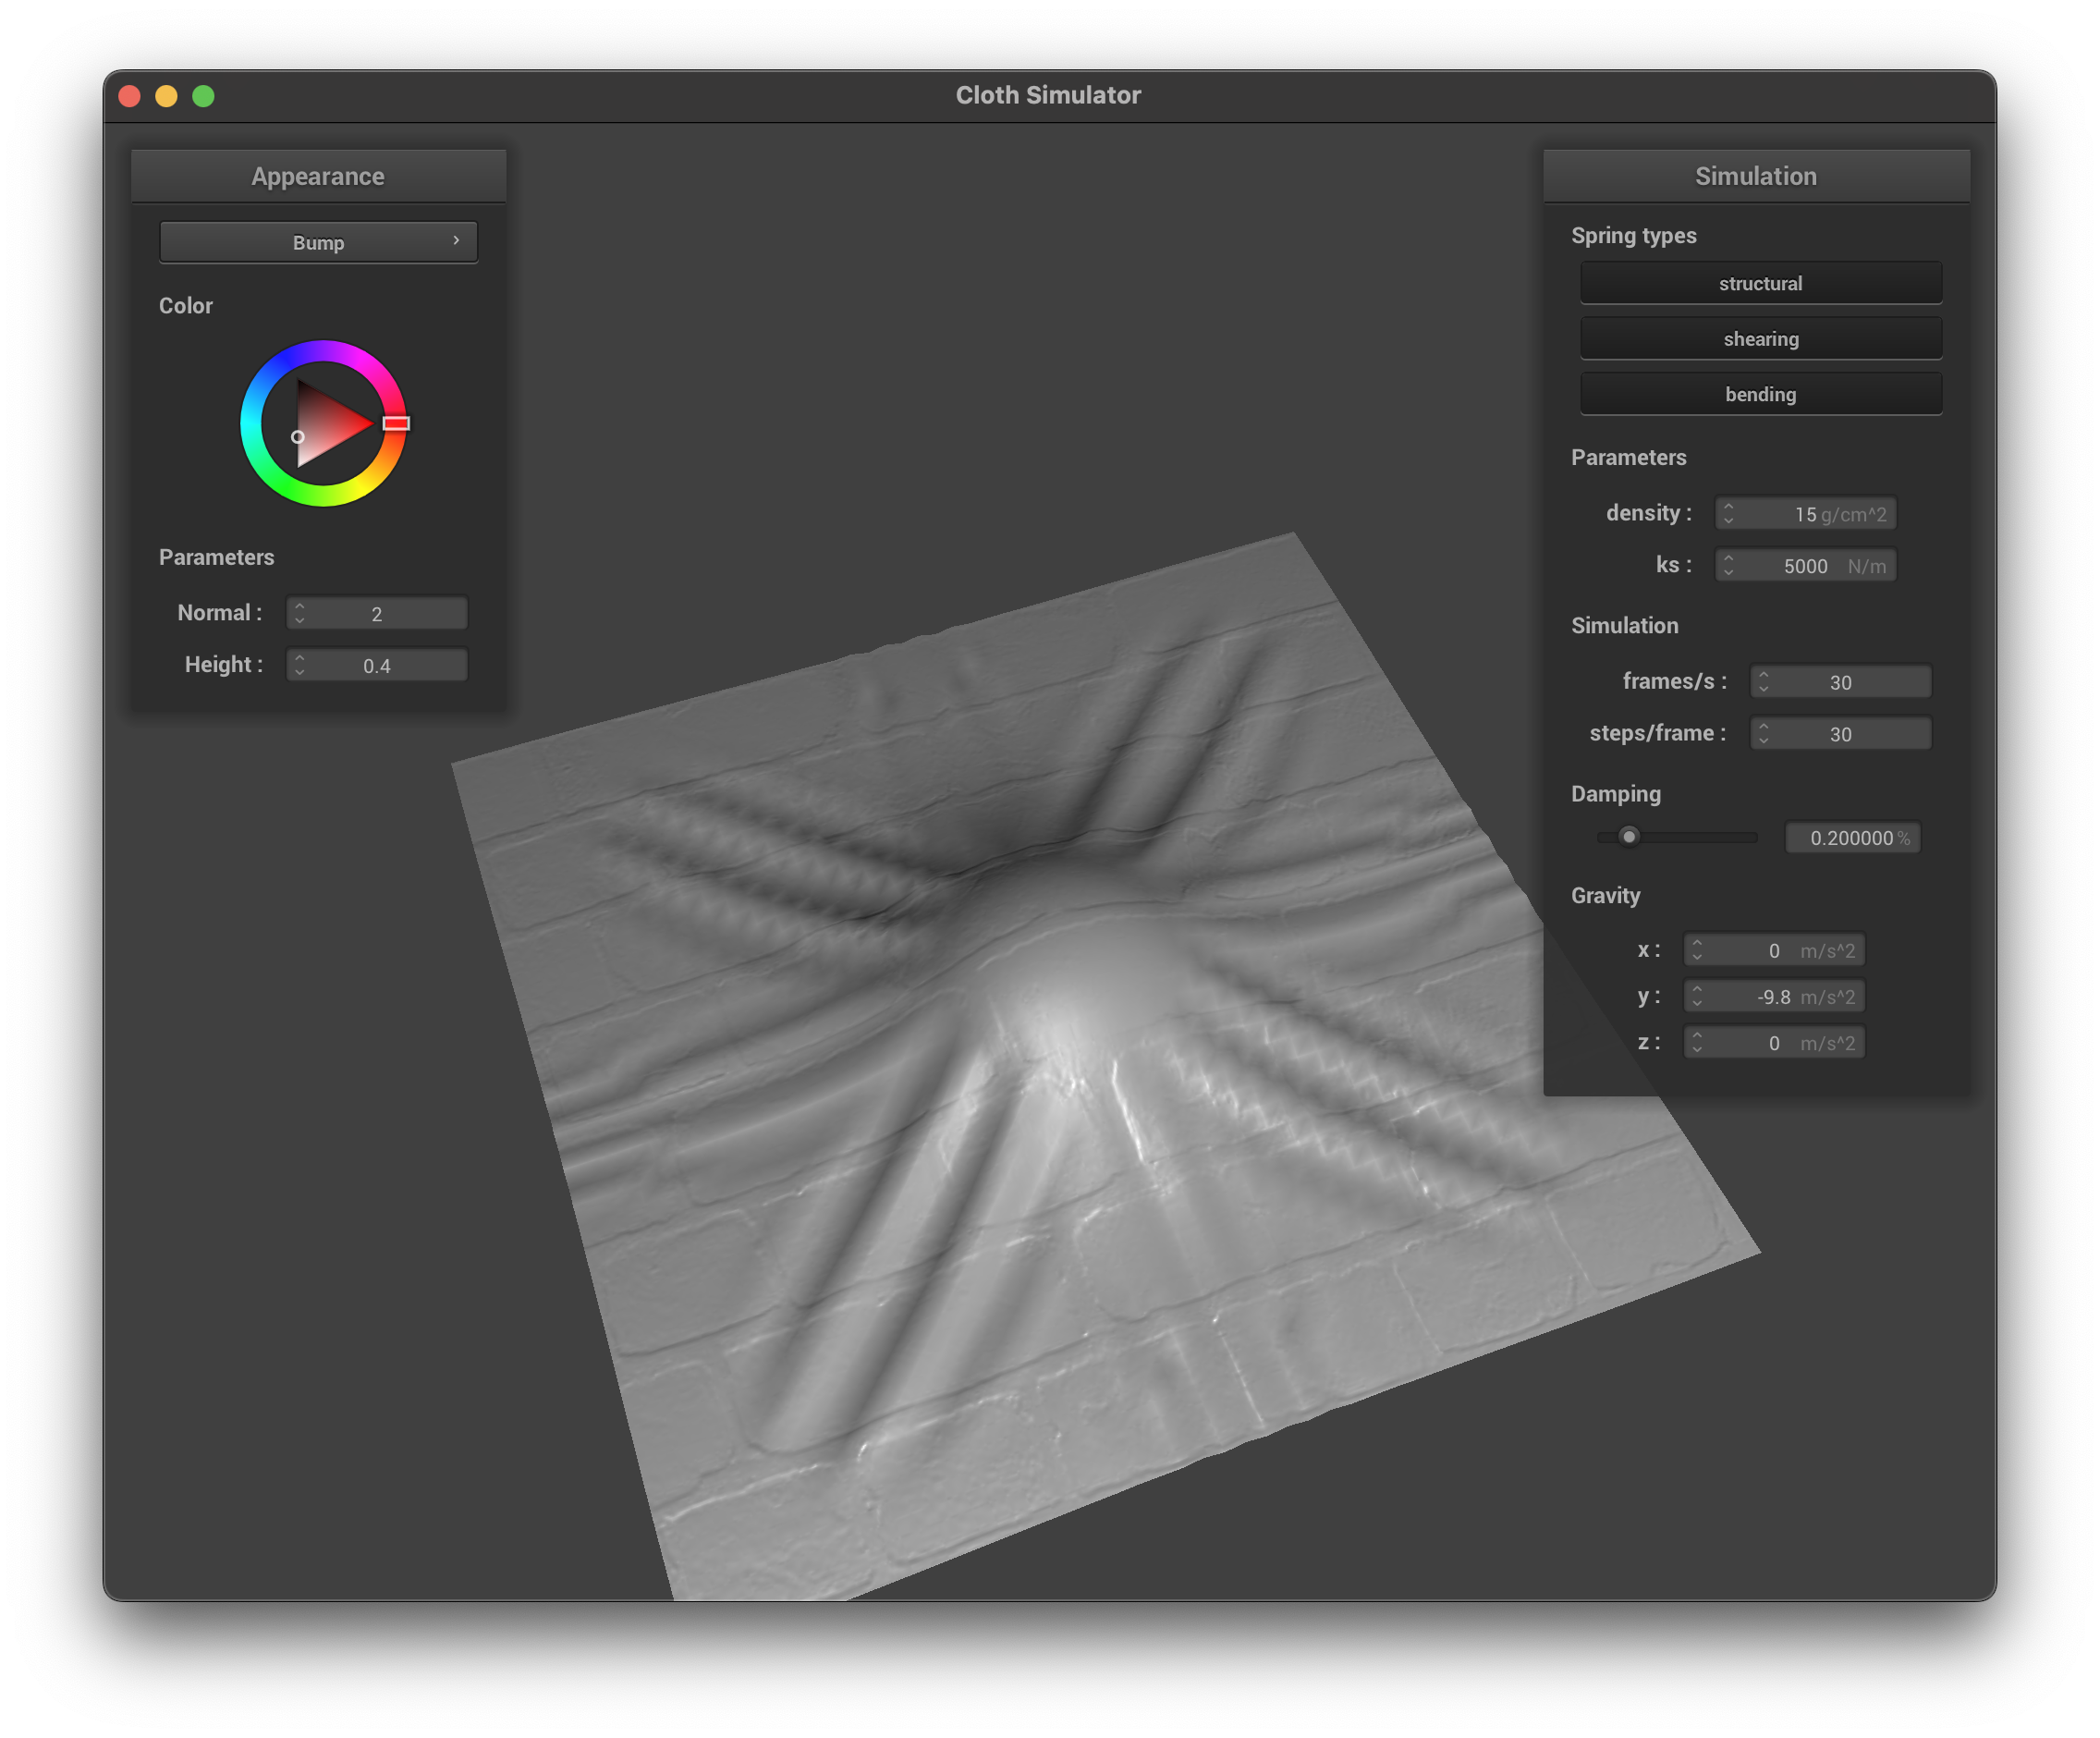 Cloth Simulator
Appearance
Bump
Color
Parameters
Normal : 2
Height : 0.4
Simulation
Spring types
structural
shearing
bending
Parameters
density : 15 g/cm^2
ks : 5000 N/m
Simulation
frames/s : 30
steps/frame : 30
Damping
0.200000 %
Gravity
x : 0 m/s^2
y : -9.8 m/s^2
z : 0 m/s^2